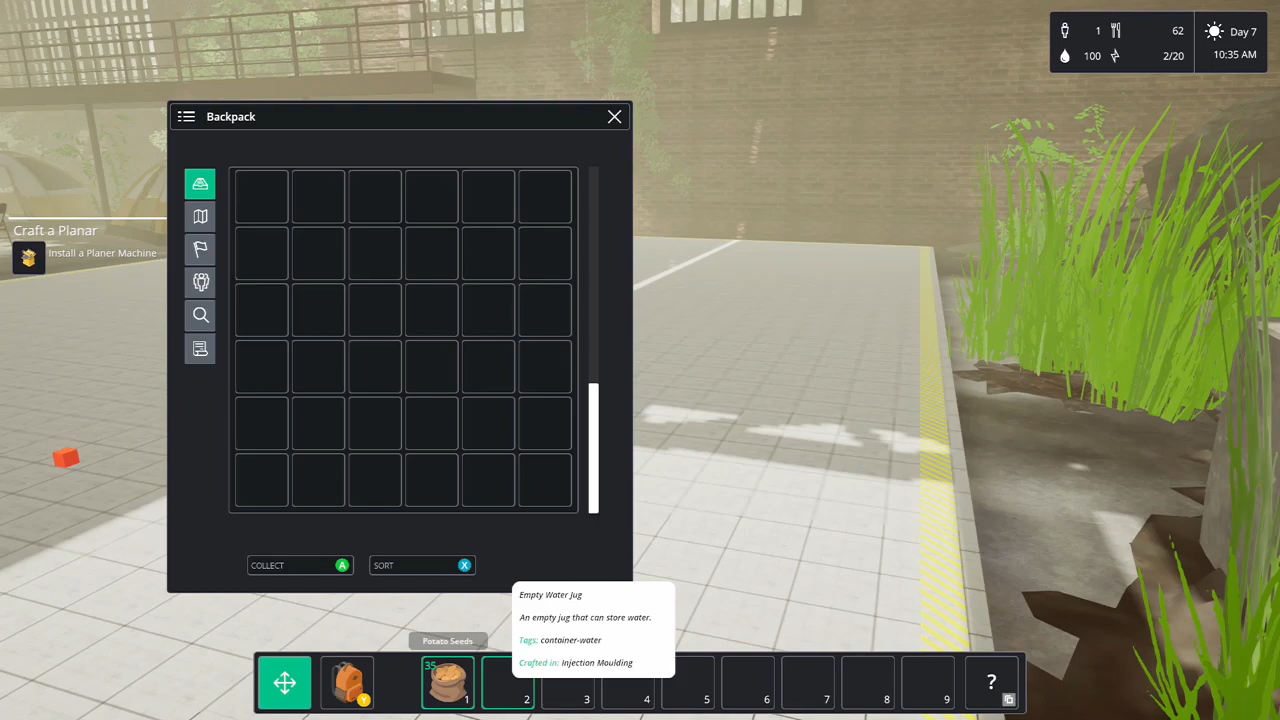 1
62
100
2/20
Day 7
10:35 AM
Backpack
Craft a Planar
Install a Planer Machine
COLLECT
A
SORT
X
Empty Water Jug
An empty jug that can store water.
Tags: container-water
Crafted in: Injection Moulding
Potato Seeds
Y
35
1
2
3
4
5
6
7
8
9
?